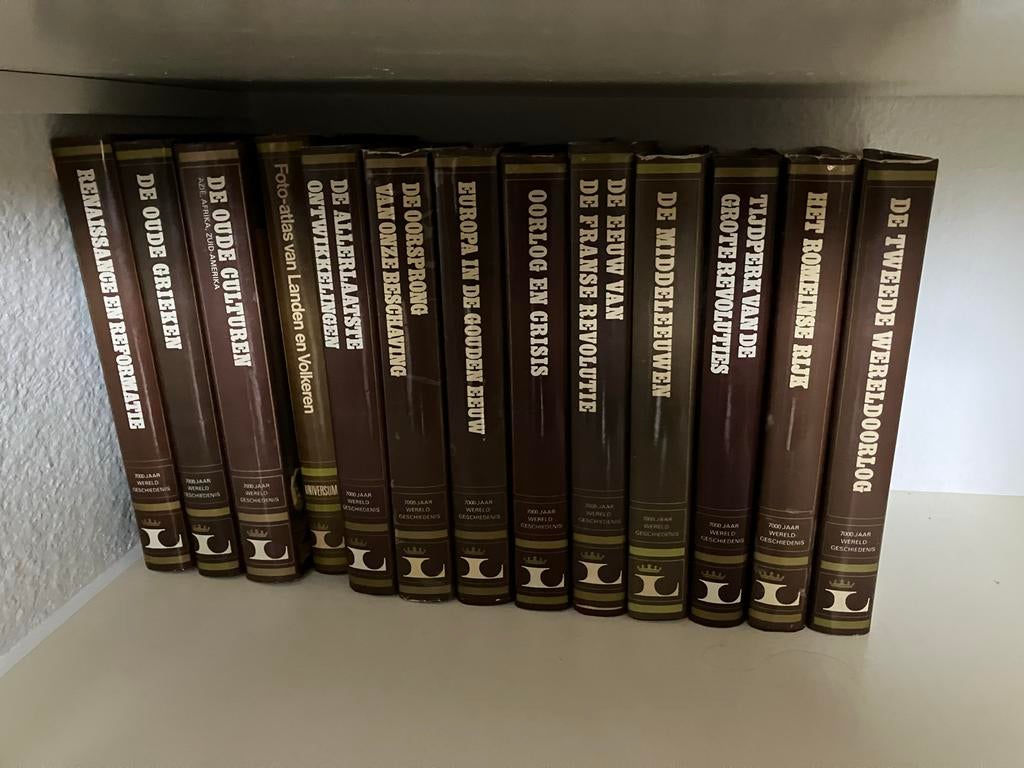 RENAISSANCE EN REFORMATIE
7000 JAAR
WERELD
GESCHIEDENIS
L
DE OUDE GRIEKEN
7000 JAAR
WERELD
GESCHIEDENIS
L
DE OUDE CULTUREN
AZIE, AFRIKA, ZUID-AMERIKA
7000 JAAR
WERELD
GESCHIEDENIS
L
Foto-atlas van Landen en Volkeren
UNIVERSUM
L
DE ALLERLAATSTE
ONTWIKKELINGEN
7000 JAAR
WERELD
GESCHIEDENIS
L
DE OORSPRONG
VAN ONZE BESCHAVING
7000 JAAR
WERELD
GESCHIEDENIS
L
EUROPA IN DE GOUDEN EEUW
7000 JAAR
WERELD
GESCHIEDENIS
L
OORLOG EN CRISIS
7000 JAAR
WERELD
GESCHIEDENIS
L
DE EEUW VAN
DE FRANSE REVOLUTIE
7000 JAAR
WERELD
GESCHIEDENIS
L
DE MIDDELEEUWEN
7000 JAAR
WERELD
GESCHIEDENIS
L
TIJDPERK VAN DE
GROTE REVOLUTIES
7000 JAAR
WERELD
GESCHIEDENIS
L
HET ROMEINSE RIJK
7000 JAAR
WERELD
GESCHIEDENIS
L
DE TWEEDE WERELDOORLOG
7000 JAAR
WERELD
GESCHIEDENIS
L